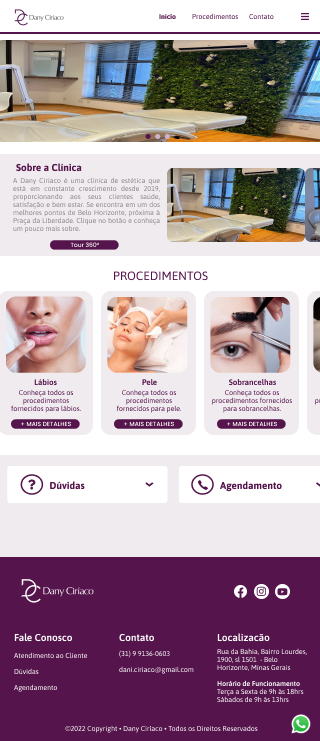 Dany Ciríaco
Início Procedimentos Contato
Sobre a Clínica
A Dany Ciriaco é uma clínica de estética que
está em constante crescimento desde 2019,
proporcionando aos seus clientes saúde,
satisfação e bem estar. Se encontra em um dos
melhores pontos de Belo Horizonte, próxima à
Praça da Liberdade. Clique no botão e conheça
um pouco mais sobre.
Tour 360º
PROCEDIMENTOS
Lábios
Conheça todos os
procedimentos
fornecidos para lábios.
+ MAIS DETALHES
Pele
Conheça todos os
procedimentos
fornecidos para pele.
+ MAIS DETALHES
Sobrancelhas
Conheça todos os
procedimentos fornecidos
para sobrancelhas.
+ MAIS DETALHES
Dúvidas
Agendamento
Dany Ciríaco
Fale Conosco
Atendimento ao Cliente
Dúvidas
Agendamento
Contato
(31) 9 9136-0603
dani.ciriaco@gmail.com
Localização
Rua da Bahia, Bairro Lourdes,
1900, sl 1501 - Belo
Horizonte, Minas Gerais
Horário de Funcionamento
Terça a Sexta de 9h às 18hrs
Sábados de 9h às 13hrs
©2022 Copyright • Dany Ciríaco • Todos os Direitos Reservados